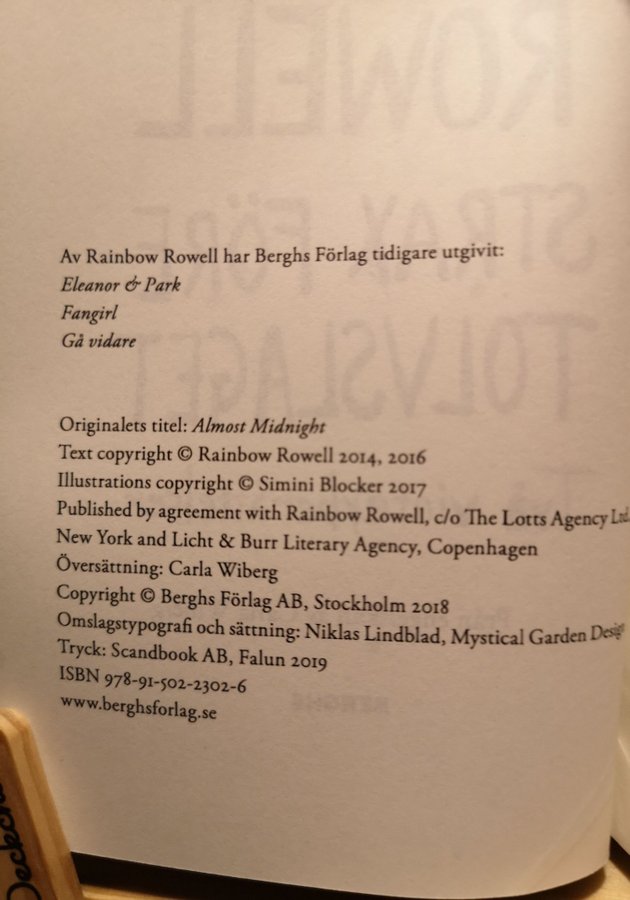 Av Rainbow Rowell har Berghs Förlag tidigare utgivit:
Eleanor & Park
Fangirl
Gå vidare
Originalets titel: Almost Midnight
Text copyright © Rainbow Rowell 2014, 2016
Illustrations copyright © Simini Blocker 2017
Published by agreement with Rainbow Rowell, c/o The Lotts Agency Ltd.
New York and Licht & Burr Literary Agency, Copenhagen
Översättning: Carla Wiberg
Copyright © Berghs Förlag AB, Stockholm 2018
Omslagstypografi och sättning: Niklas Lindblad, Mystical Garden Design
Tryck: Scandbook AB, Falun 2019
ISBN 978-91-502-2302-6
www.berghsforlag.se